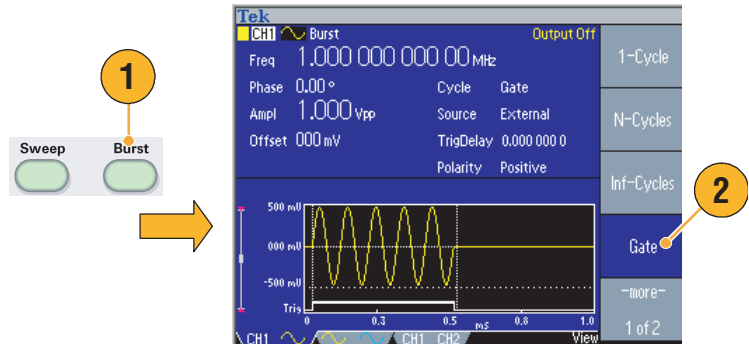 1
Sweep Burst
Tek
CH1 Burst Output Off
Freq 1.000 000 000 00 MHz
Phase 0.00 ° Cycle Gate
Ampl 1.000 Vpp Source External
Offset 000 mV TrigDelay 0.000 000 0
Polarity Positive
1-Cycle
N-Cycles
Inf-Cycles
Gate
-more-
1 of 2
2
500 mU
000 mU
-500 mU
Trig
0 0.3 0.5 ms 0.8 1.0
CH1 CH1 CH2 View